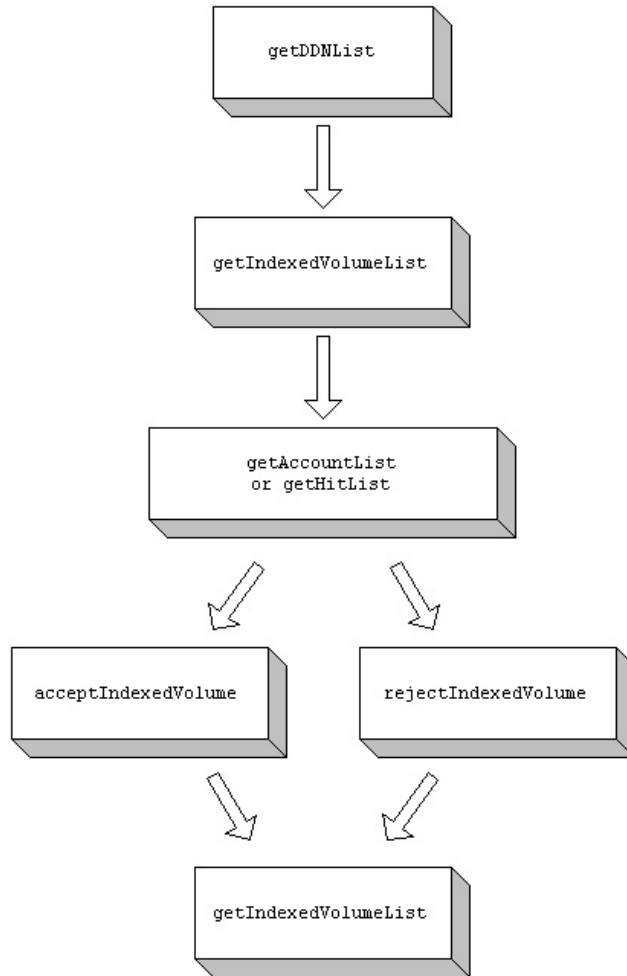 getDDNList
getIndexedVolumeList
getAccountList
or getHitList
acceptIndexedVolume
rejectIndexedVolume
getIndexedVolumeList